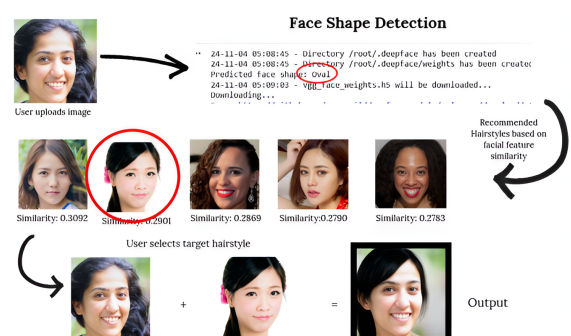 Face Shape Detection
24-11-04 05:08:45 - Directory /root/.deepface has been created
24-11-04 05:08:45 - Directory /root/.deepface/weights has been created
Predicted face shape: Oval
24-11-04 05:09:03 - vgg_face_weights.h5 will be downloaded...
Downloading...
User uploads image
Recommended
Hairstyles based on
facial feature
similarity
Similarity: 0.3092
Similarity: 0.2901
Similarity: 0.2869
Similarity:0.2790
Similarity: 0.2783
User selects target hairstyle
+
=
Output